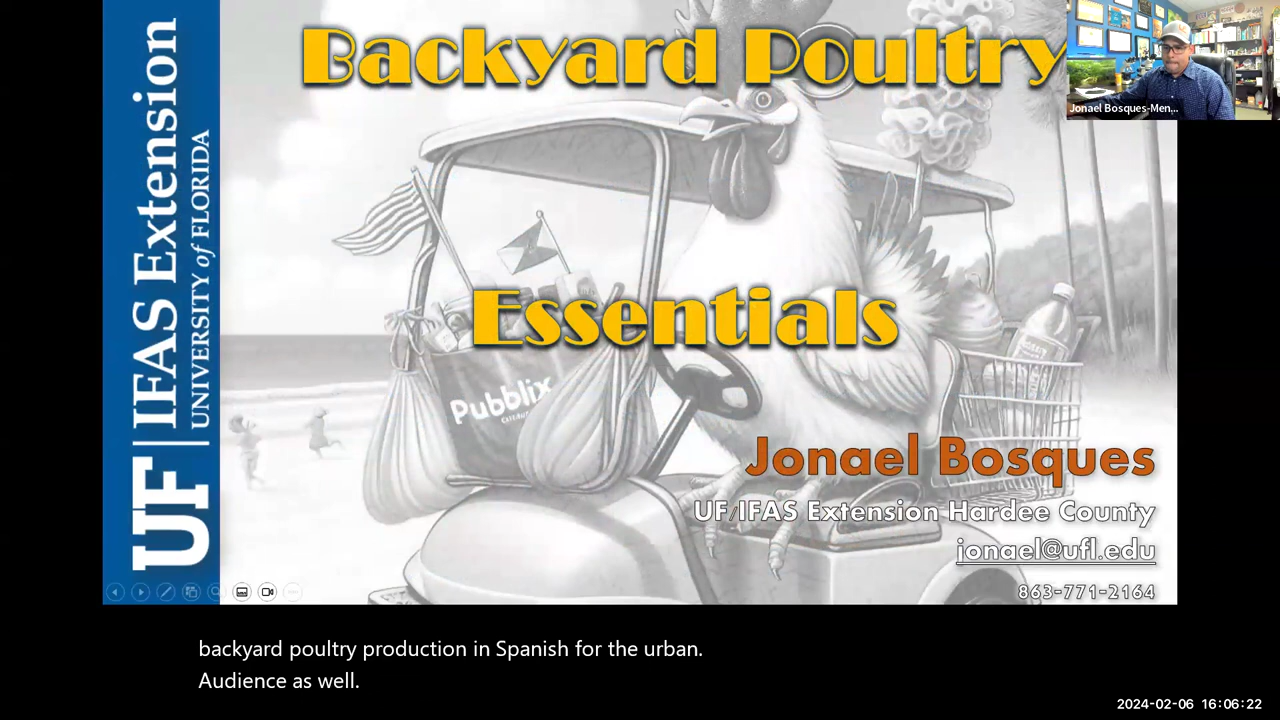 UF | IFAS Extension
UNIVERSITY of FLORIDA
Backyard Poultry
Jonael Bosques-Men...
Essentials
Pubblix
Jonael Bosques
UF/IFAS Extension Hardee County
jonael@ufl.edu
863-771-2164
backyard poultry production in Spanish for the urban.
Audience as well.
2024-02-06 16:06:22